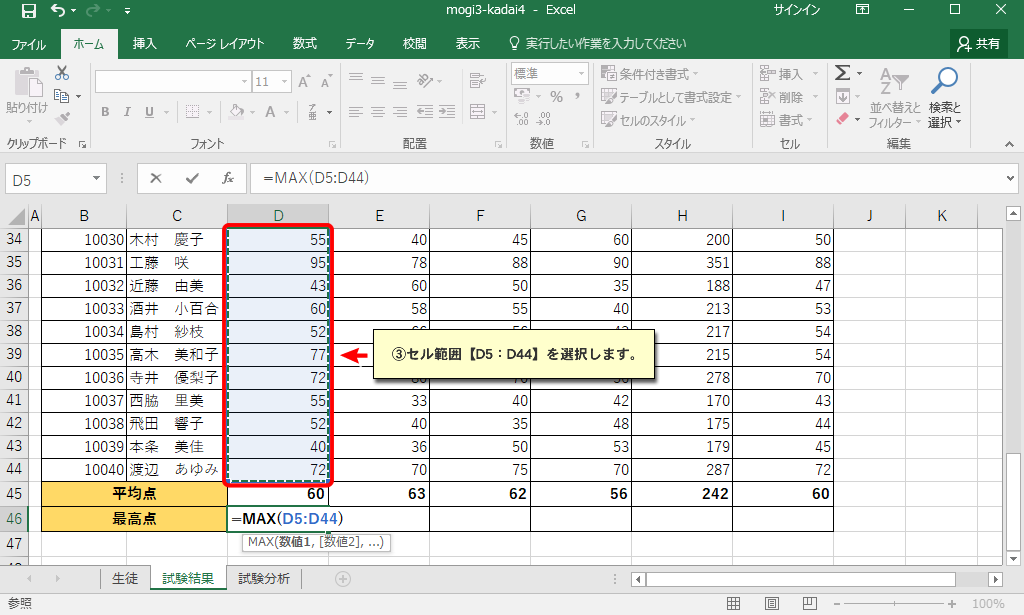 mogi3-kadai4 - Excel サインイン
ファイル ホーム 挿入 ページ レイアウト 数式 データ 校閲 表示 実行したい作業を入力してください 共有
11 標準 条件付き書式 挿入
貼り付け B I U A % , テーブルとして書式設定 削除 並べ替えと フィルター 検索と 選択
セルのスタイル 書式
クリップボード フォント 配置 数値 スタイル セル 編集
D5 fx =MAX(D5:D44)
A B C D E F G H I J K
34 10030 木村 慶子 55 40 45 60 200 50
35 10031 工藤 咲 95 78 88 90 351 88
36 10032 近藤 由美 43 60 50 35 188 47
37 10033 酒井 小百合 60 58 55 40 213 53
38 10034 島村 紗枝 52 217 54
39 10035 高木 美和子 77 215 54
③セル範囲【D5：D44】を選択します。
40 10036 寺井 優梨子 72 278 70
41 10037 西脇 里美 55 33 40 42 170 43
42 10038 飛田 響子 52 40 35 48 175 44
43 10039 本条 美佳 40 36 50 53 179 45
44 10040 渡辺 あゆみ 72 70 75 70 287 72
45 平均点 60 63 62 56 242 60
46 最高点 =MAX(D5:D44)
47 MAX(数値1, [数値2], ...)
生徒 試験結果 試験分析
参照 100%